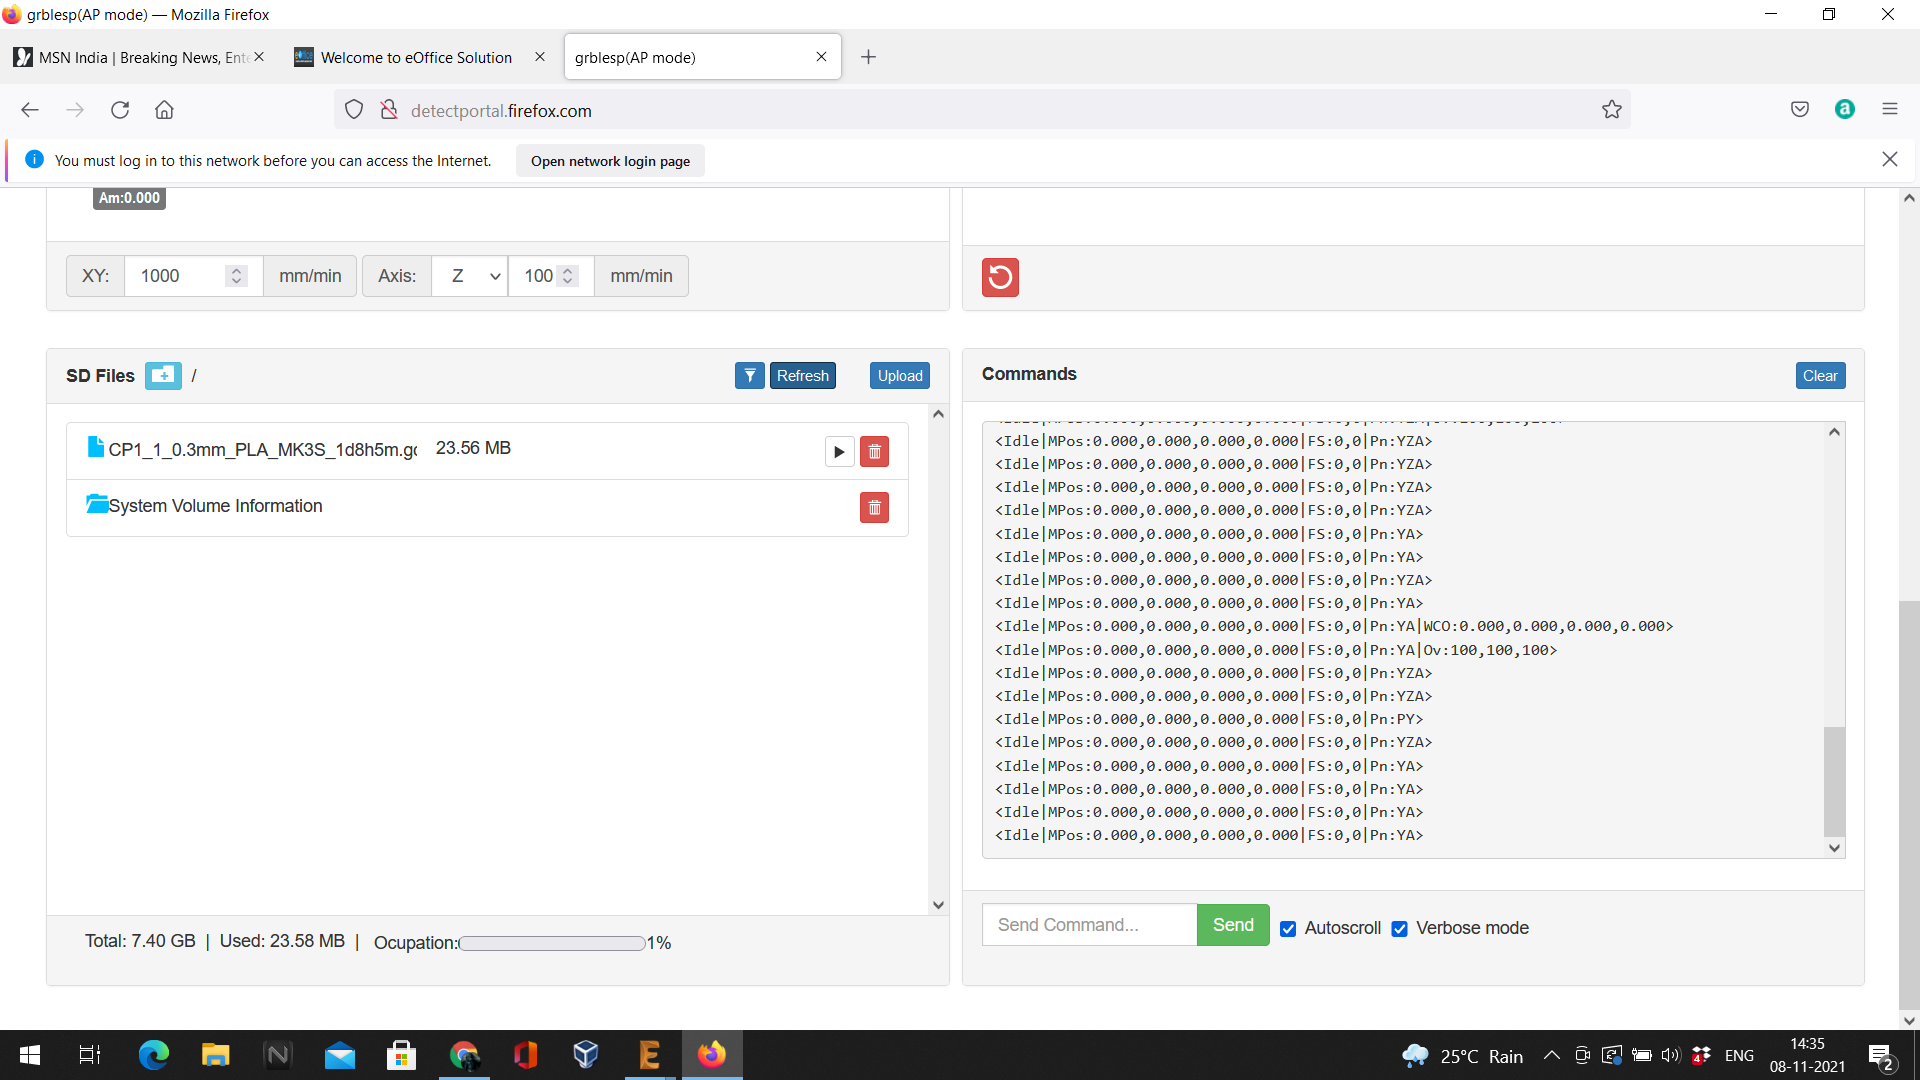 grblesp(AP mode) — Mozilla Firefox
MSN India | Breaking News, Ente
Welcome to eOffice Solution
grblesp(AP mode)
detectportal.firefox.com
You must log in to this network before you can access the Internet.
Open network login page
Am:0.000
XY: 1000 mm/min Axis: Z 100 mm/min
SD Files / Refresh Upload
CP1_1_0.3mm_PLA_MK3S_1d8h5m.gc 23.56 MB
System Volume Information
Total: 7.40 GB | Used: 23.58 MB | Ocupation: 1%
Commands Clear
<Idle|MPos:0.000,0.000,0.000,0.000|FS:0,0|Pn:YZA>
<Idle|MPos:0.000,0.000,0.000,0.000|FS:0,0|Pn:YZA>
<Idle|MPos:0.000,0.000,0.000,0.000|FS:0,0|Pn:YZA>
<Idle|MPos:0.000,0.000,0.000,0.000|FS:0,0|Pn:YZA>
<Idle|MPos:0.000,0.000,0.000,0.000|FS:0,0|Pn:YA>
<Idle|MPos:0.000,0.000,0.000,0.000|FS:0,0|Pn:YA>
<Idle|MPos:0.000,0.000,0.000,0.000|FS:0,0|Pn:YZA>
<Idle|MPos:0.000,0.000,0.000,0.000|FS:0,0|Pn:YA>
<Idle|MPos:0.000,0.000,0.000,0.000|FS:0,0|Pn:YA|WCO:0.000,0.000,0.000,0.000>
<Idle|MPos:0.000,0.000,0.000,0.000|FS:0,0|Pn:YA|Ov:100,100,100>
<Idle|MPos:0.000,0.000,0.000,0.000|FS:0,0|Pn:YZA>
<Idle|MPos:0.000,0.000,0.000,0.000|FS:0,0|Pn:YZA>
<Idle|MPos:0.000,0.000,0.000,0.000|FS:0,0|Pn:PY>
<Idle|MPos:0.000,0.000,0.000,0.000|FS:0,0|Pn:YZA>
<Idle|MPos:0.000,0.000,0.000,0.000|FS:0,0|Pn:YA>
<Idle|MPos:0.000,0.000,0.000,0.000|FS:0,0|Pn:YA>
<Idle|MPos:0.000,0.000,0.000,0.000|FS:0,0|Pn:YA>
<Idle|MPos:0.000,0.000,0.000,0.000|FS:0,0|Pn:YA>
Send Command... Send Autoscroll Verbose mode
25°C Rain
4
ENG
14:35
08-11-2021
2